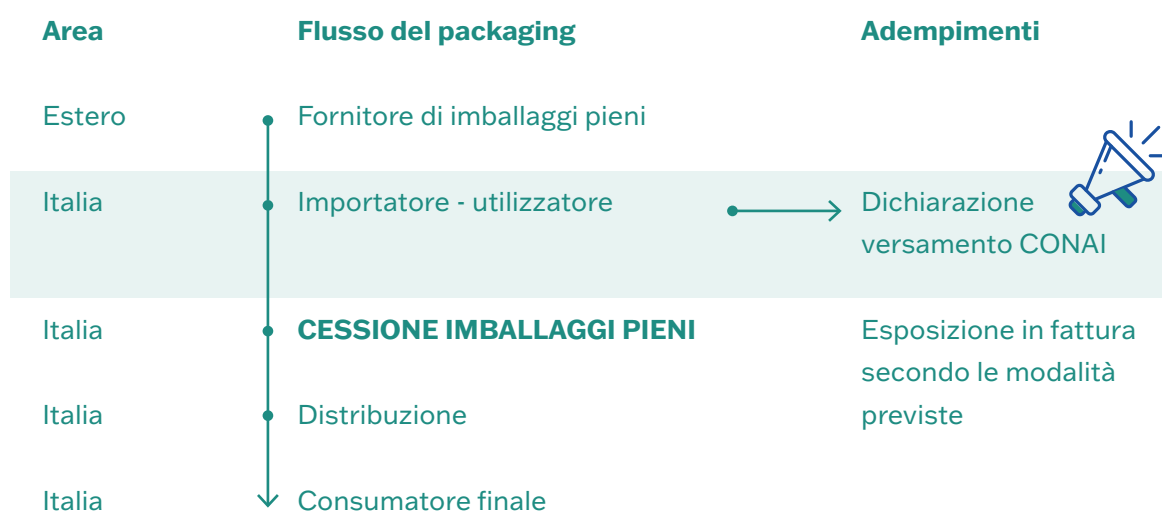 Area Flusso del packaging Adempimenti
Estero Fornitore di imballaggi pieni
Italia Importatore - utilizzatore Dichiarazione
versamento CONAI
Italia CESSIONE IMBALLAGGI PIENI Esposizione in fattura
secondo le modalità
Italia Distribuzione previste
Italia Consumatore finale